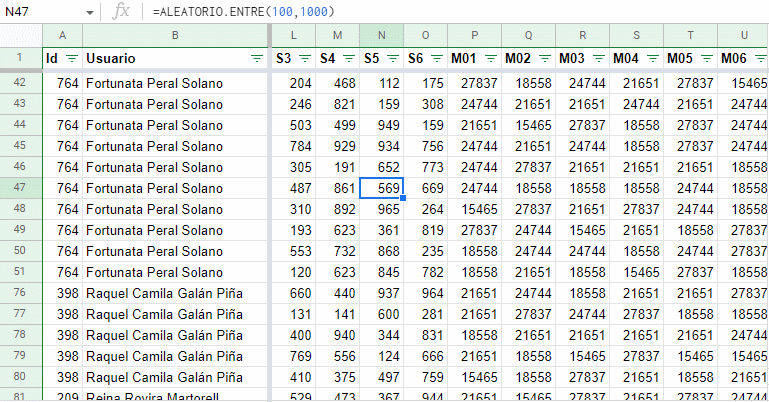 N47 fx =ALEATORIO.ENTRE(100,1000)
A B L M N O P Q R S T U
1 Id Usuario S3 S4 S5 S6 M01 M02 M03 M04 M05 M06
42 764 Fortunata Peral Solano 204 468 112 175 27837 18558 24744 21651 27837 15465
43 764 Fortunata Peral Solano 246 821 159 308 24744 21651 21651 24744 21651 24744
44 764 Fortunata Peral Solano 503 499 949 159 21651 15465 27837 18558 27837 24744
45 764 Fortunata Peral Solano 784 929 934 756 24744 21651 24744 18558 27837 24744
46 764 Fortunata Peral Solano 305 191 652 773 24744 27837 21651 21651 21651 18558
47 764 Fortunata Peral Solano 487 861 569 669 24744 18558 18558 18558 24744 18558
48 764 Fortunata Peral Solano 310 892 965 264 15465 27837 21651 27837 24744 18558
49 764 Fortunata Peral Solano 193 623 361 819 27837 24744 15465 21651 18558 27837
50 764 Fortunata Peral Solano 553 732 868 235 18558 24744 24744 18558 24744 27837
51 764 Fortunata Peral Solano 120 623 845 782 18558 21651 18558 15465 27837 18558
76 398 Raquel Camila Galán Piña 660 440 937 964 21651 24744 18558 21651 21651 27837
77 398 Raquel Camila Galán Piña 131 141 600 281 21651 27837 24744 27837 18558 18558
78 398 Raquel Camila Galán Piña 400 940 344 831 18558 21651 21651 21651 21651 24744
79 398 Raquel Camila Galán Piña 769 556 124 666 21651 18558 15465 27837 15465 15465
80 398 Raquel Camila Galán Piña 410 375 497 759 15465 18558 27837 21651 18558 21651
81 209 Reina Rovira Martorell 529 473 367 944 21651 15465 27837 21651 27837 24744